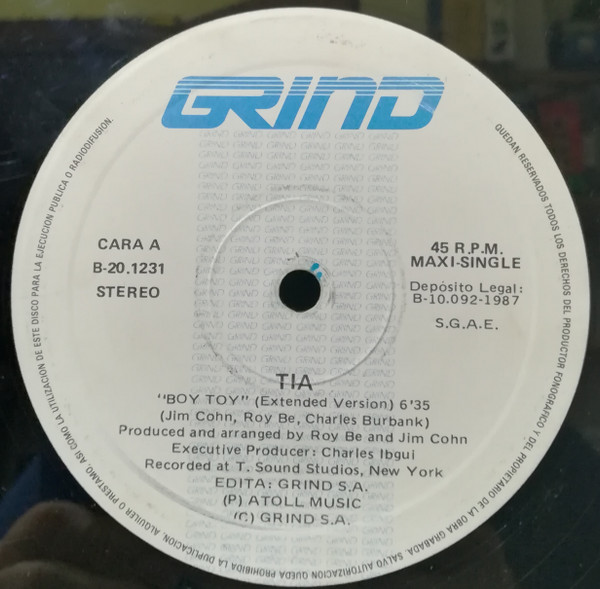 GRIND
CARA A
B-20.1231
STEREO
45 R.P.M.
MAXI-SINGLE
Depósito Legal:
B-10.092-1987
S.G.A.E.
TIA
"BOY TOY" (Extended Version) 6'35
(Jim Cohn, Roy Be, Charles Burbank)
Produced and arranged by Roy Be and Jim Cohn
Executive Producer: Charles Ibgui
Recorded at T. Sound Studios, New York
EDITA: GRIND S.A.
(P) ATOLL MUSIC
(C) GRIND S.A.
QUEDAN RESERVADOS TODOS LOS DERECHOS DEL PRODUCTOR FONOGRAFICO Y DEL PROPIETARIO DE LA OBRA GRABADA. SALVO AUTORIZACION QUEDA PROHIBIDA LA DUPLICACION, ALQUILER O PRESTAMO, ASI COMO LA UTILIZACION DE ESTE DISCO PARA LA EJECUCION PUBLICA O RADIODIFUSION.